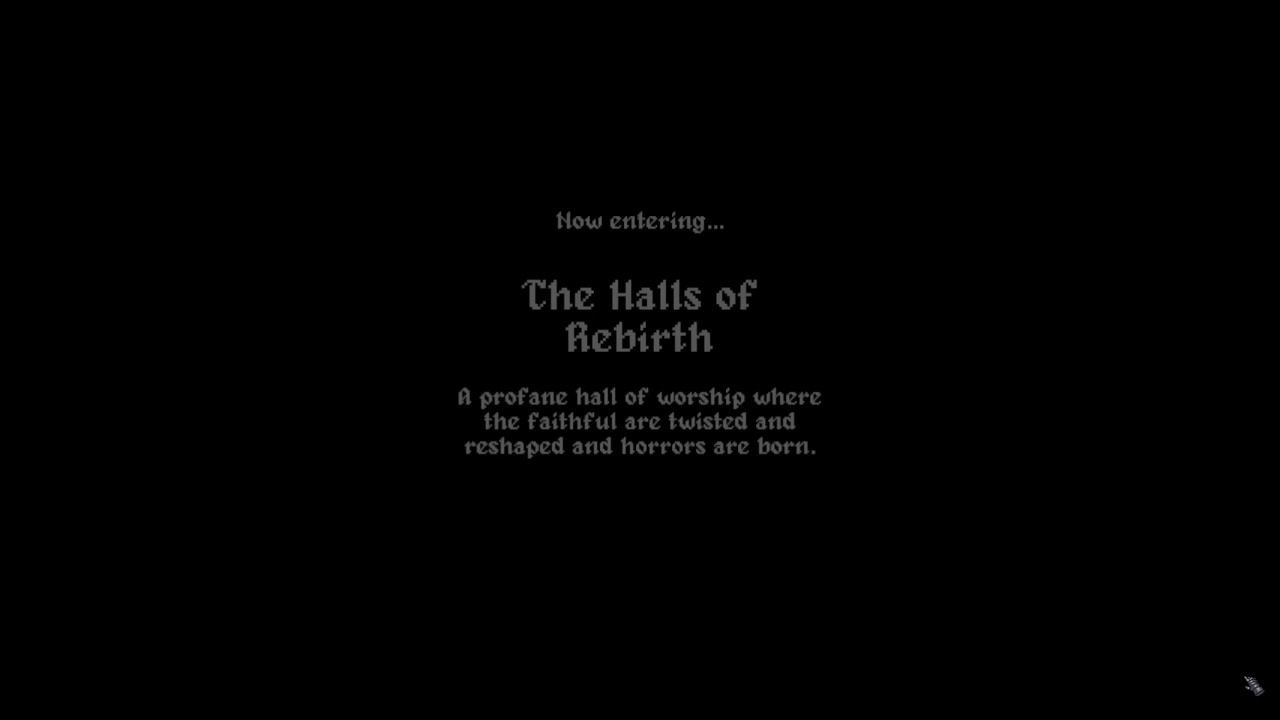 Now entering...
The Halls of
Rebirth
A profane hall of worship where
the faithful are twisted and
reshaped and horrors are born.